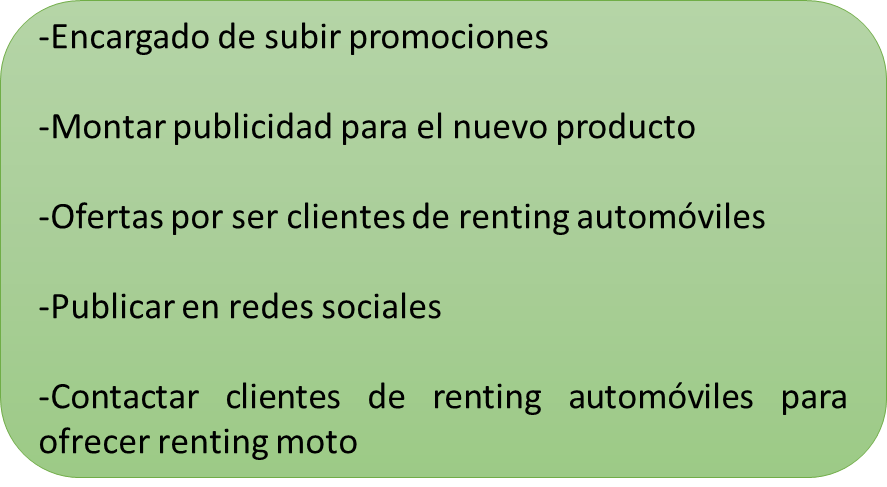 -Encargado de subir promociones
-Montar publicidad para el nuevo producto
-Ofertas por ser clientes de renting automóviles
-Publicar en redes sociales
-Contactar clientes de renting automóviles para
ofrecer renting moto